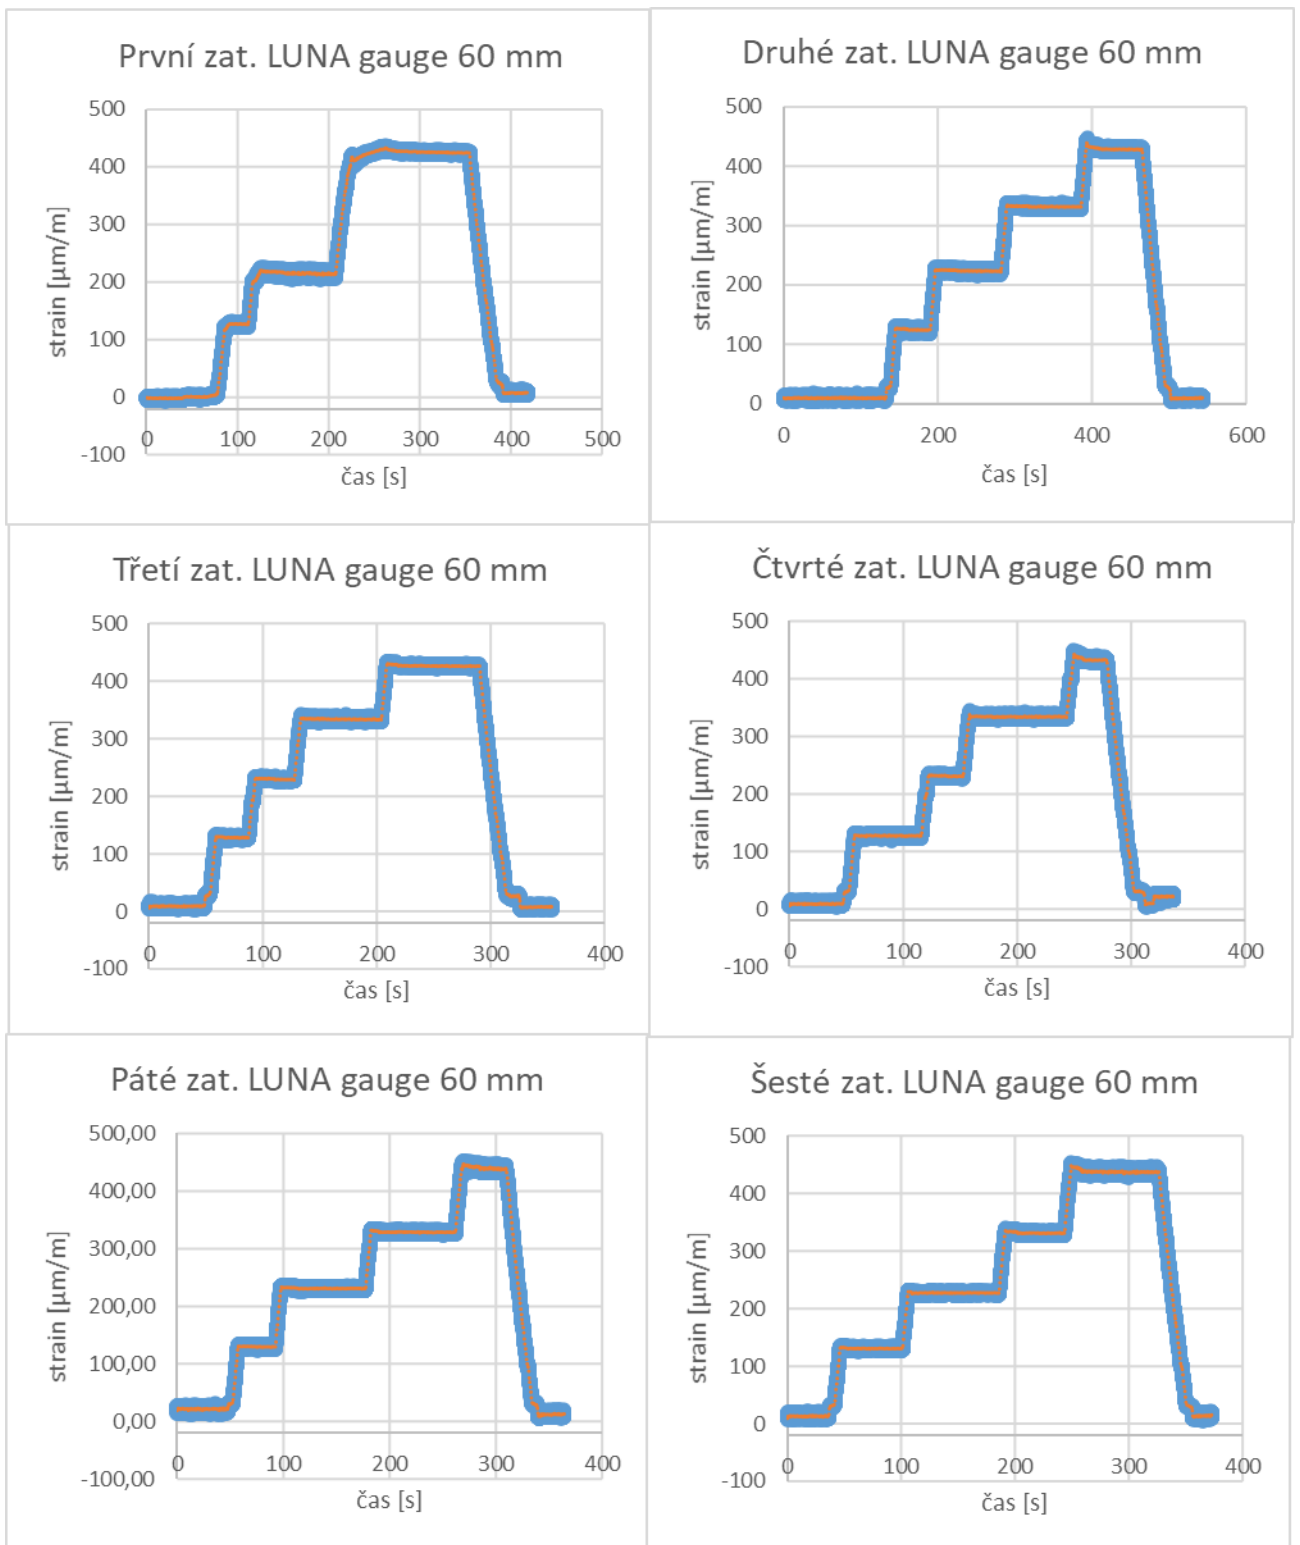 První zat. LUNA gauge 60 mm
500
400
300
200
100
0
-100
0 100 200 300 400 500
strain [µm/m]
čas [s]
Druhé zat. LUNA gauge 60 mm
500
400
300
200
100
0
0 200 400 600
strain [µm/m]
čas [s]
Třetí zat. LUNA gauge 60 mm
500
400
300
200
100
0
-100
0 100 200 300 400
strain [µm/m]
čas [s]
Čtvrté zat. LUNA gauge 60 mm
500
400
300
200
100
0
-100
0 100 200 300 400
strain [µm/m]
čas [s]
Páté zat. LUNA gauge 60 mm
500,00
400,00
300,00
200,00
100,00
0,00
-100,00
0 100 200 300 400
strain [µm/m]
čas [s]
Šesté zat. LUNA gauge 60 mm
500
400
300
200
100
0
-100
0 100 200 300 400
strain [µm/m]
čas [s]